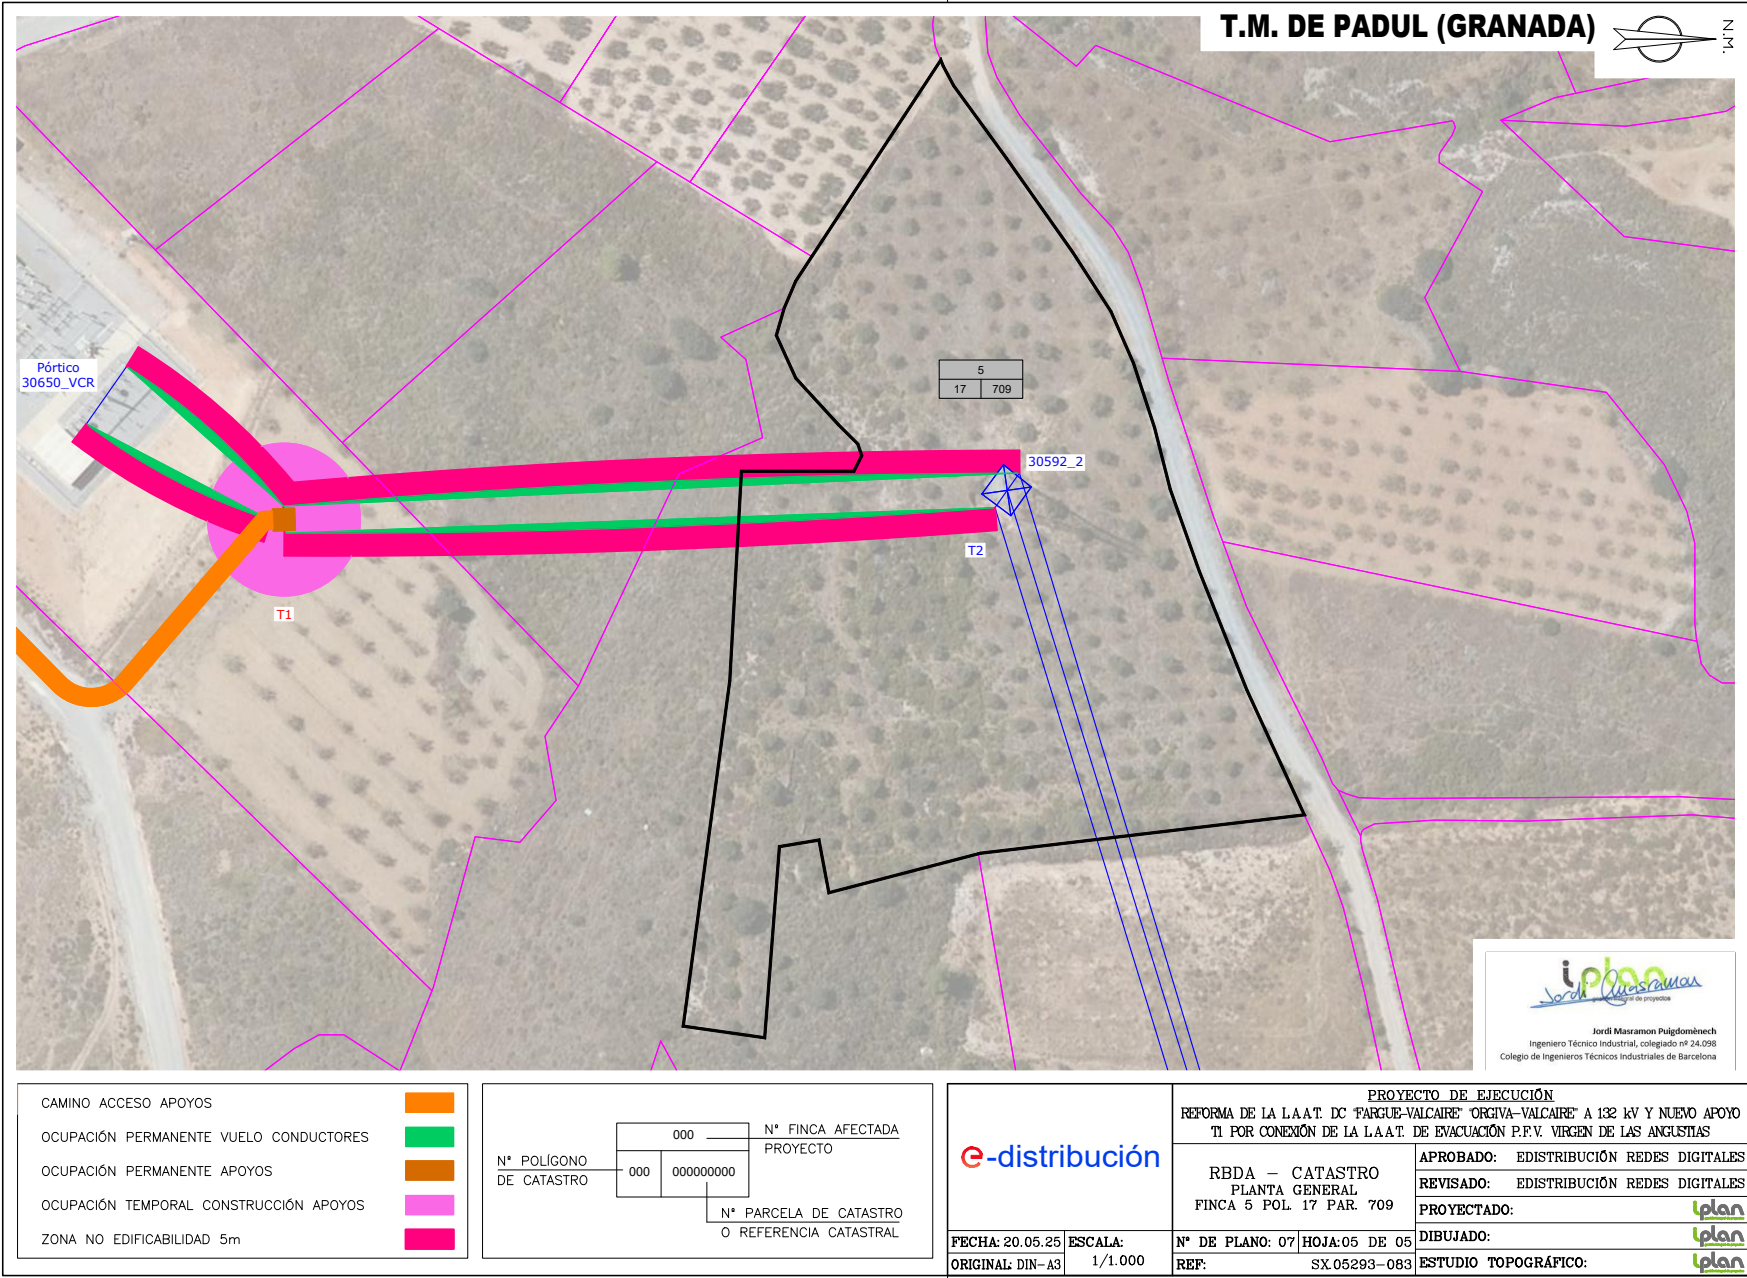 T.M. DE PADUL (GRANADA)
N.M.
Pórtico
30650_VCR
5
17 709
30592_2
T2
T1
iplan
gestión integral de proyectos
Jordi Masramon
Jordi Masramon Puigdomènech
Ingeniero Técnico Industrial, colegiado nº 24.098
Colegio de Ingenieros Técnicos Industriales de Barcelona
CAMINO ACCESO APOYOS
OCUPACIÓN PERMANENTE VUELO CONDUCTORES
OCUPACIÓN PERMANENTE APOYOS
OCUPACIÓN TEMPORAL CONSTRUCCIÓN APOYOS
ZONA NO EDIFICABILIDAD 5m
Nº POLÍGONO
DE CATASTRO
000
000 000000000
Nº FINCA AFECTADA
PROYECTO
Nº PARCELA DE CATASTRO
O REFERENCIA CATASTRAL
e-distribución
PROYECTO DE EJECUCIÓN
REFORMA DE LA L.A.A.T. DC "FARGUE-VALCAIRE" "ORGIVA-VALCAIRE" A 132 kV Y NUEVO APOYO
T1 POR CONEXIÓN DE LA L.A.A.T. DE EVACUACIÓN P.F.V. VIRGEN DE LAS ANGUSTIAS
RBDA - CATASTRO
PLANTA GENERAL
FINCA 5 POL. 17 PAR. 709
APROBADO: EDISTRIBUCIÓN REDES DIGITALES
REVISADO: EDISTRIBUCIÓN REDES DIGITALES
PROYECTADO: iplan
DIBUJADO: iplan
ESTUDIO TOPOGRÁFICO: iplan
FECHA: 20.05.25
ORIGINAL DIN-A3
ESCALA:
1/1.000
Nº DE PLANO: 07 HOJA:05 DE 05
REF: SX.05293-083